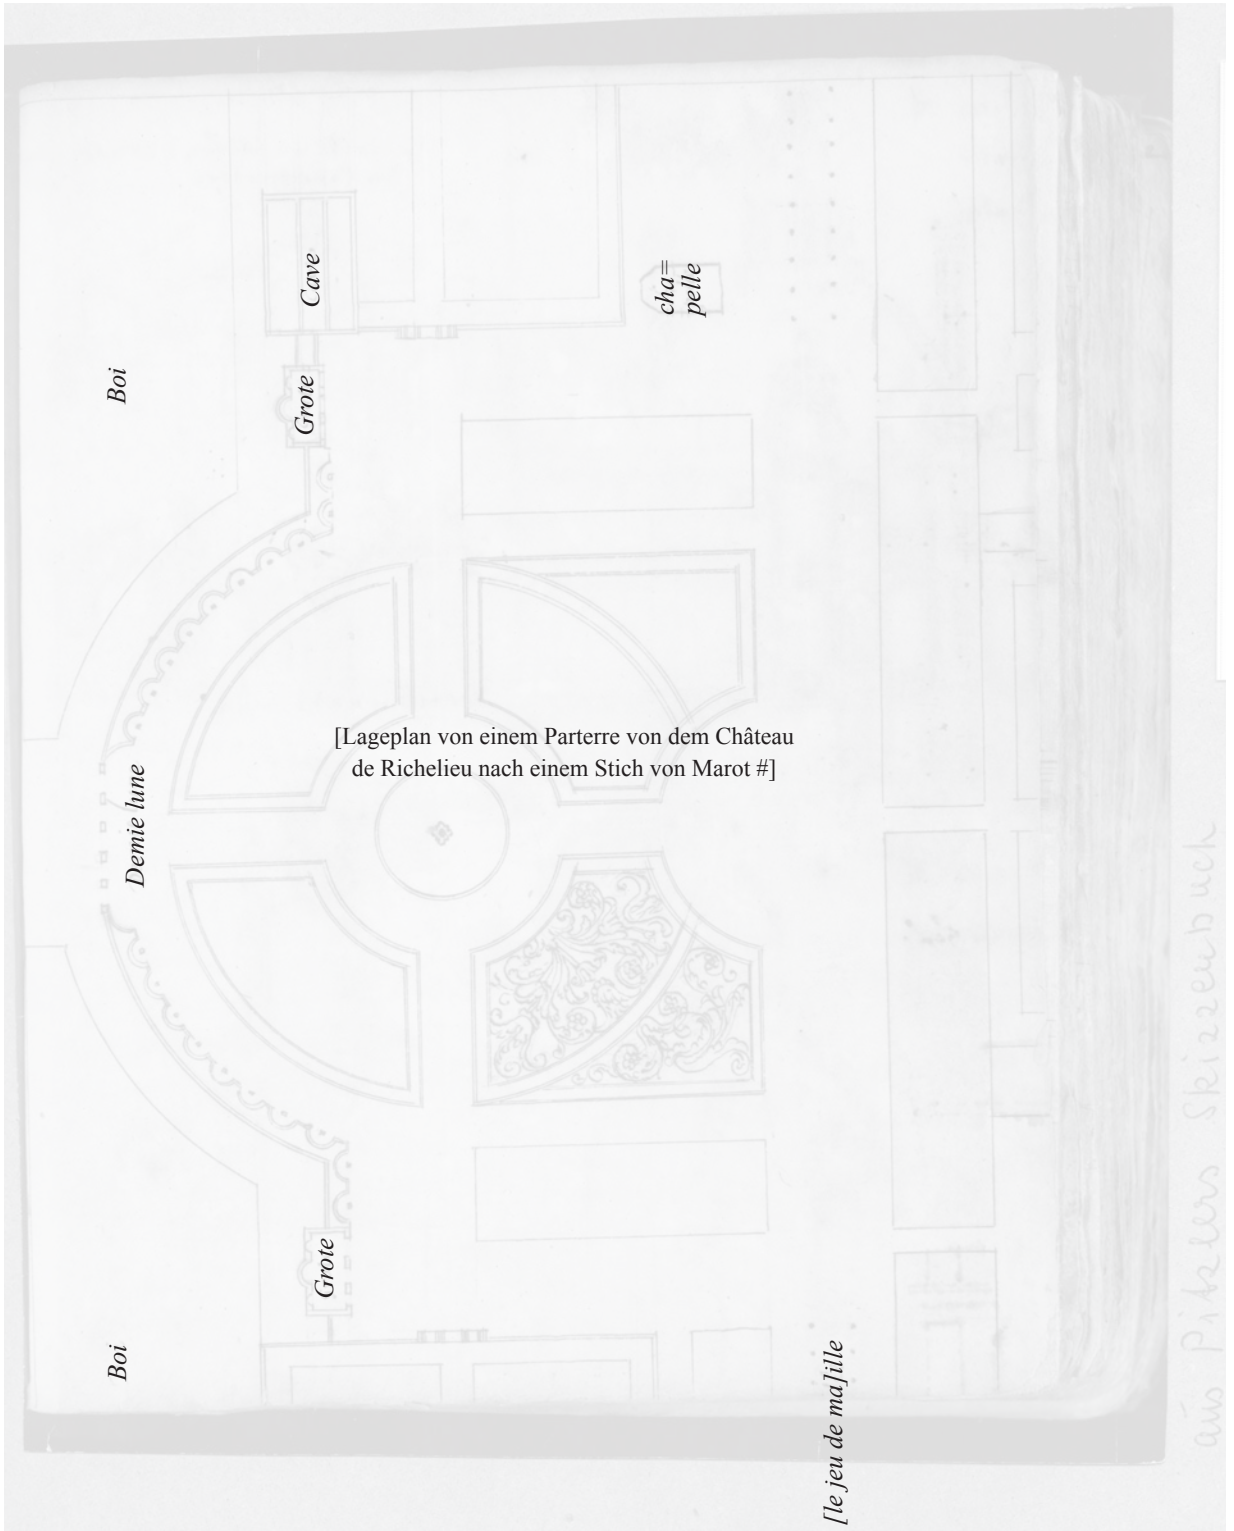 Boi
Cave
cha=
pelle
Grote
[Lageplan von einem Parterre von dem Château
de Richelieu nach einem Stich von Marot #]
Demie lune
Grote
Boi
[le jeu de ma]ille
aus Pitzlers Skizzenbuch